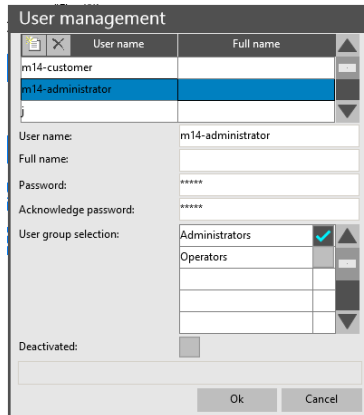 User management
User name Full name
m14-customer
m14-administrator
j
User name: m14-administrator
Full name:
Password: *****
Acknowledge password: *****
User group selection: Administrators
Operators
Deactivated:
Ok Cancel